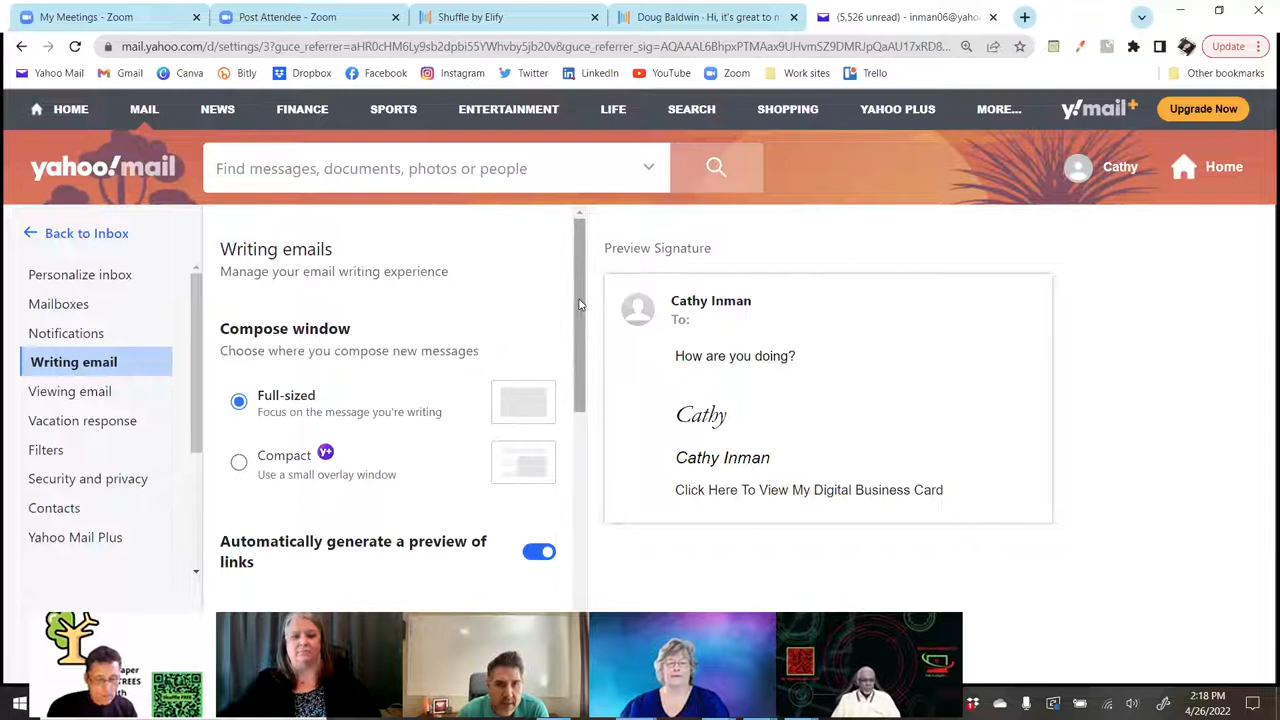 My Meetings - Zoom
Post Attendee - Zoom
Shuffle by Elify
Doug Baldwin - Hi, it's great to m
(5,526 unread) - inman06@yaho
mail.yahoo.com/d/settings/3?guce_referrer=
Update
Yahoo Mail
Gmail
Canva
Bitly
Dropbox
Facebook
Instagram
Twitter
LinkedIn
YouTube
Zoom
Work sites
Trello
Other bookmarks
HOME
MAIL
NEWS
FINANCE
SPORTS
ENTERTAINMENT
LIFE
SEARCH
SHOPPING
YAHOO PLUS
MORE...
y!mail+
Upgrade Now
yahoo!mail
Find messages, documents, photos or people
Cathy
Home
Back to Inbox
Personalize inbox
Mailboxes
Notifications
Writing email
Viewing email
Vacation response
Filters
Security and privacy
Contacts
Yahoo Mail Plus
Writing emails
Manage your email writing experience
Compose window
Choose where you compose new messages
Full-sized
Focus on the message you're writing
Compact
Y+
Use a small overlay window
Automatically generate a preview of
links
Preview Signature
Cathy Inman
To:
How are you doing?
Cathy
Cathy Inman
Click Here To View My Digital Business Card
aper
TREES
th
2:18 PM
4/26/2022